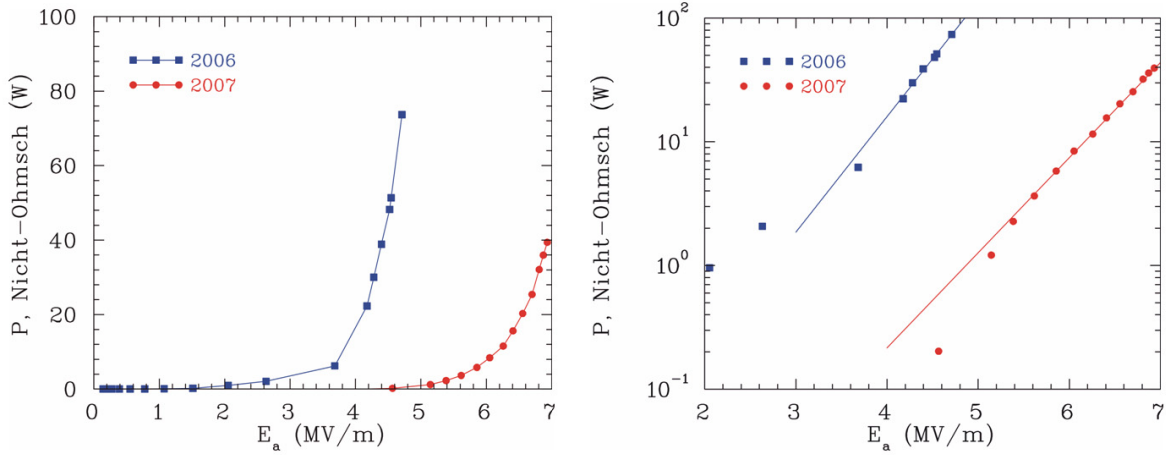 100
80
60
40
20
0
P, Nicht-Ohmsch (W)
2006
2007
0 1 2 3 4 5 6 7
E_a (MV/m)
10^2
10^1
10^0
10^-1
P, Nicht-Ohmsch (W)
2006
2007
2 3 4 5 6 7
E_a (MV/m)